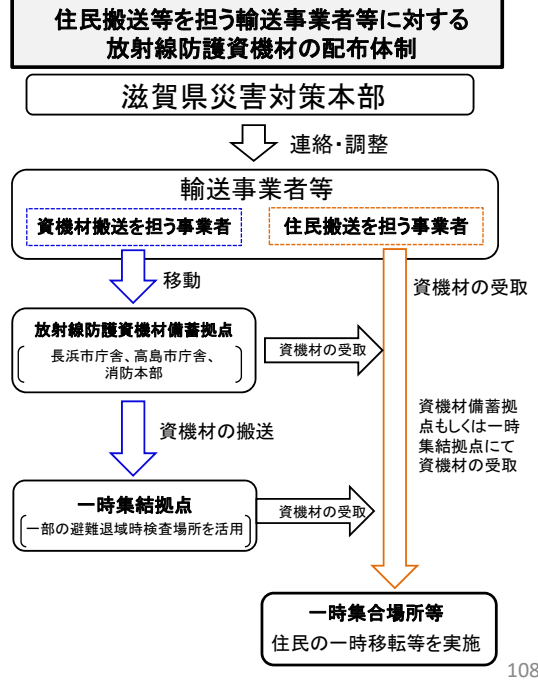 住民搬送等を担う輸送事業者等に対する
放射線防護資機材の配布体制
滋賀県災害対策本部
連絡・調整
輸送事業者等
資機材搬送を担う事業者
住民搬送を担う事業者
移動
資機材の受取
放射線防護資機材備蓄拠点
長浜市庁舎、高島市庁舎、
消防本部
資機材の受取
資機材備蓄拠
点もしくは一時
集結拠点にて
資機材の受取
資機材の搬送
一時集結拠点
一部の避難退域時検査場所を活用
資機材の受取
一時集合場所等
住民の一時移転等を実施
108